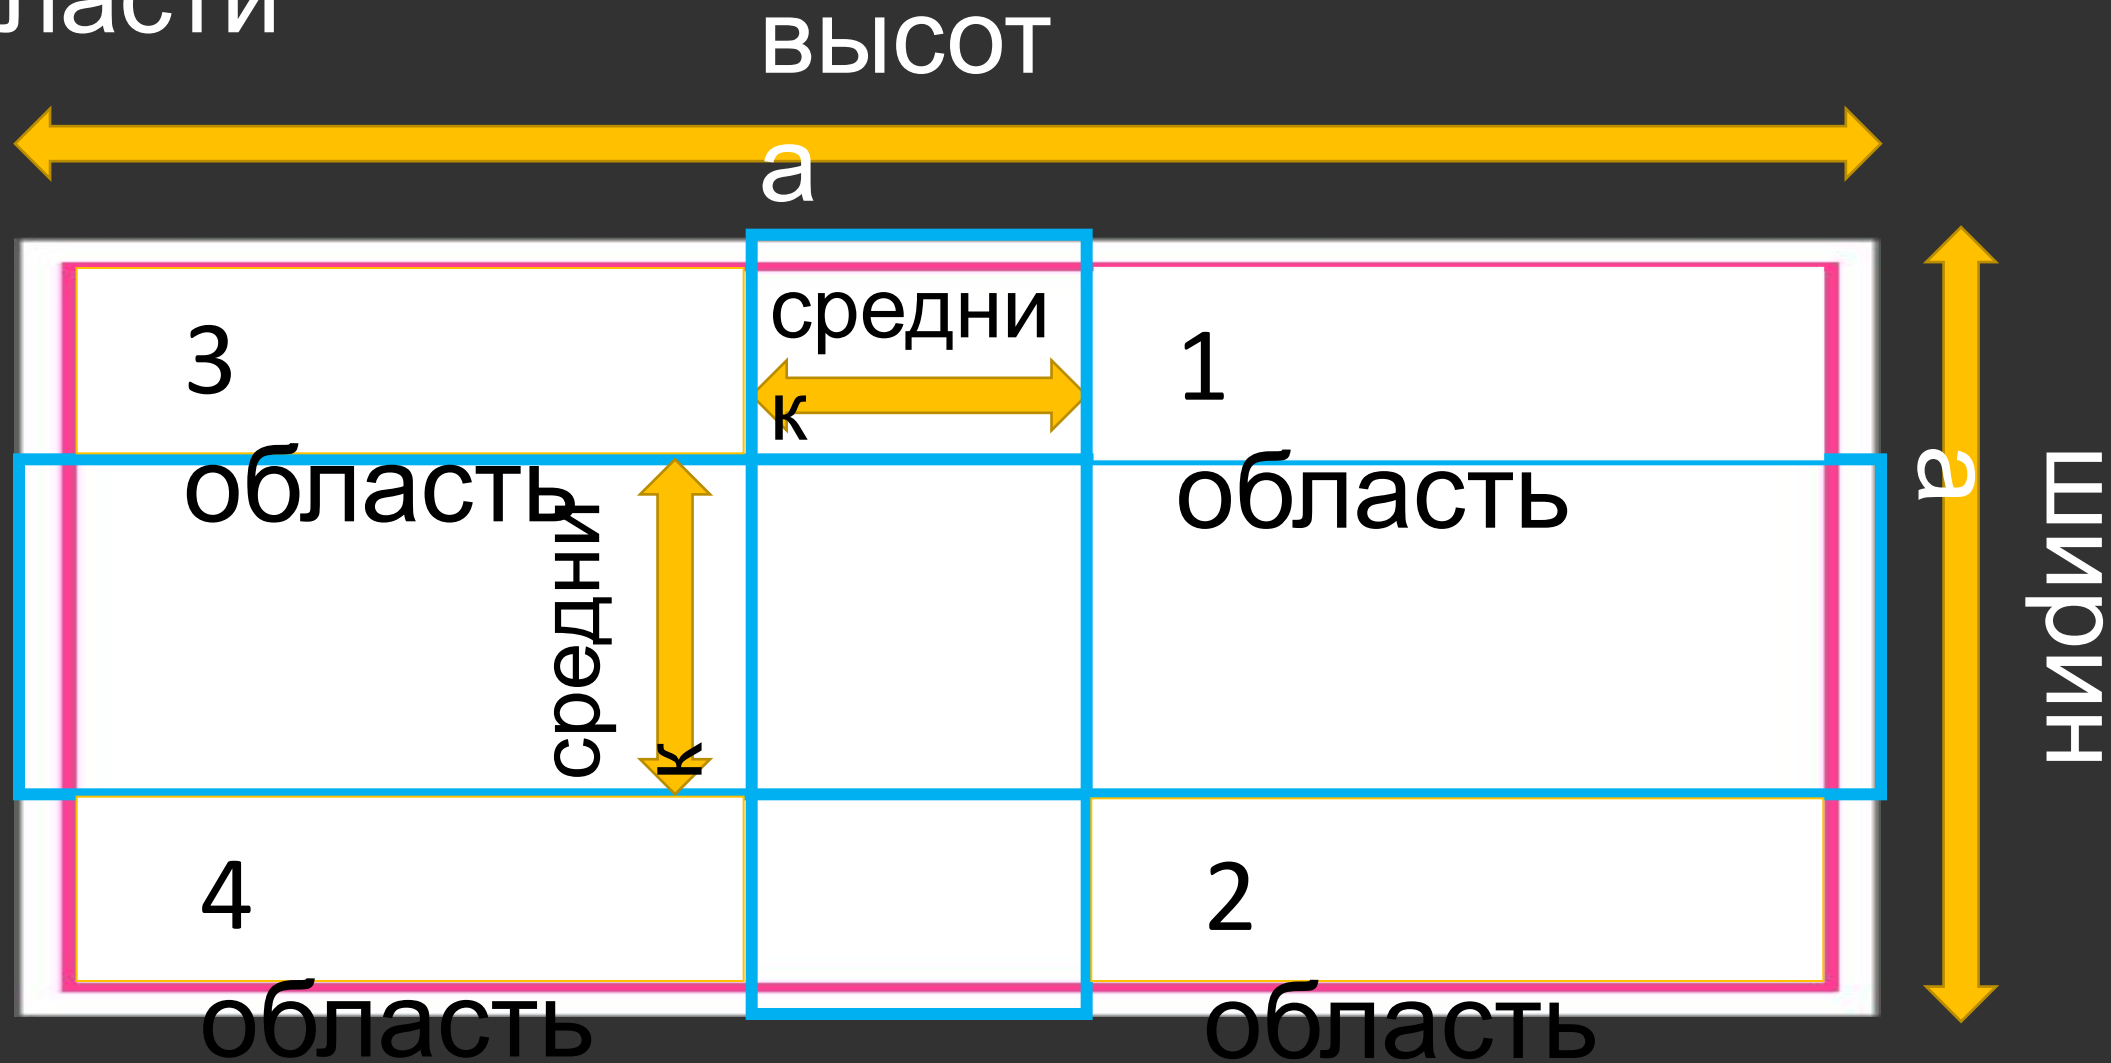 ласти
высот
а
средни
к
3
область
1
область
средни
к
ширин
а
4
область
2
область